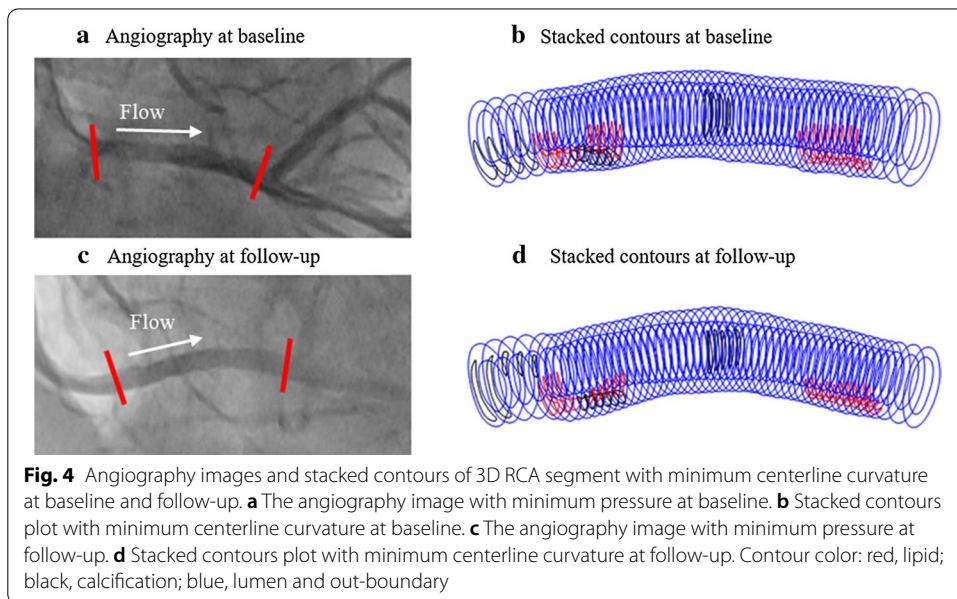 a Angiography at baseline
b Stacked contours at baseline
Flow
c Angiography at follow-up
d Stacked contours at follow-up
Flow
Fig. 4 Angiography images and stacked contours of 3D RCA segment with minimum centerline curvature
at baseline and follow-up. a The angiography image with minimum pressure at baseline. b Stacked contours
plot with minimum centerline curvature at baseline. c The angiography image with minimum pressure at
follow-up. d Stacked contours plot with minimum centerline curvature at follow-up. Contour color: red, lipid;
black, calcification; blue, lumen and out-boundary